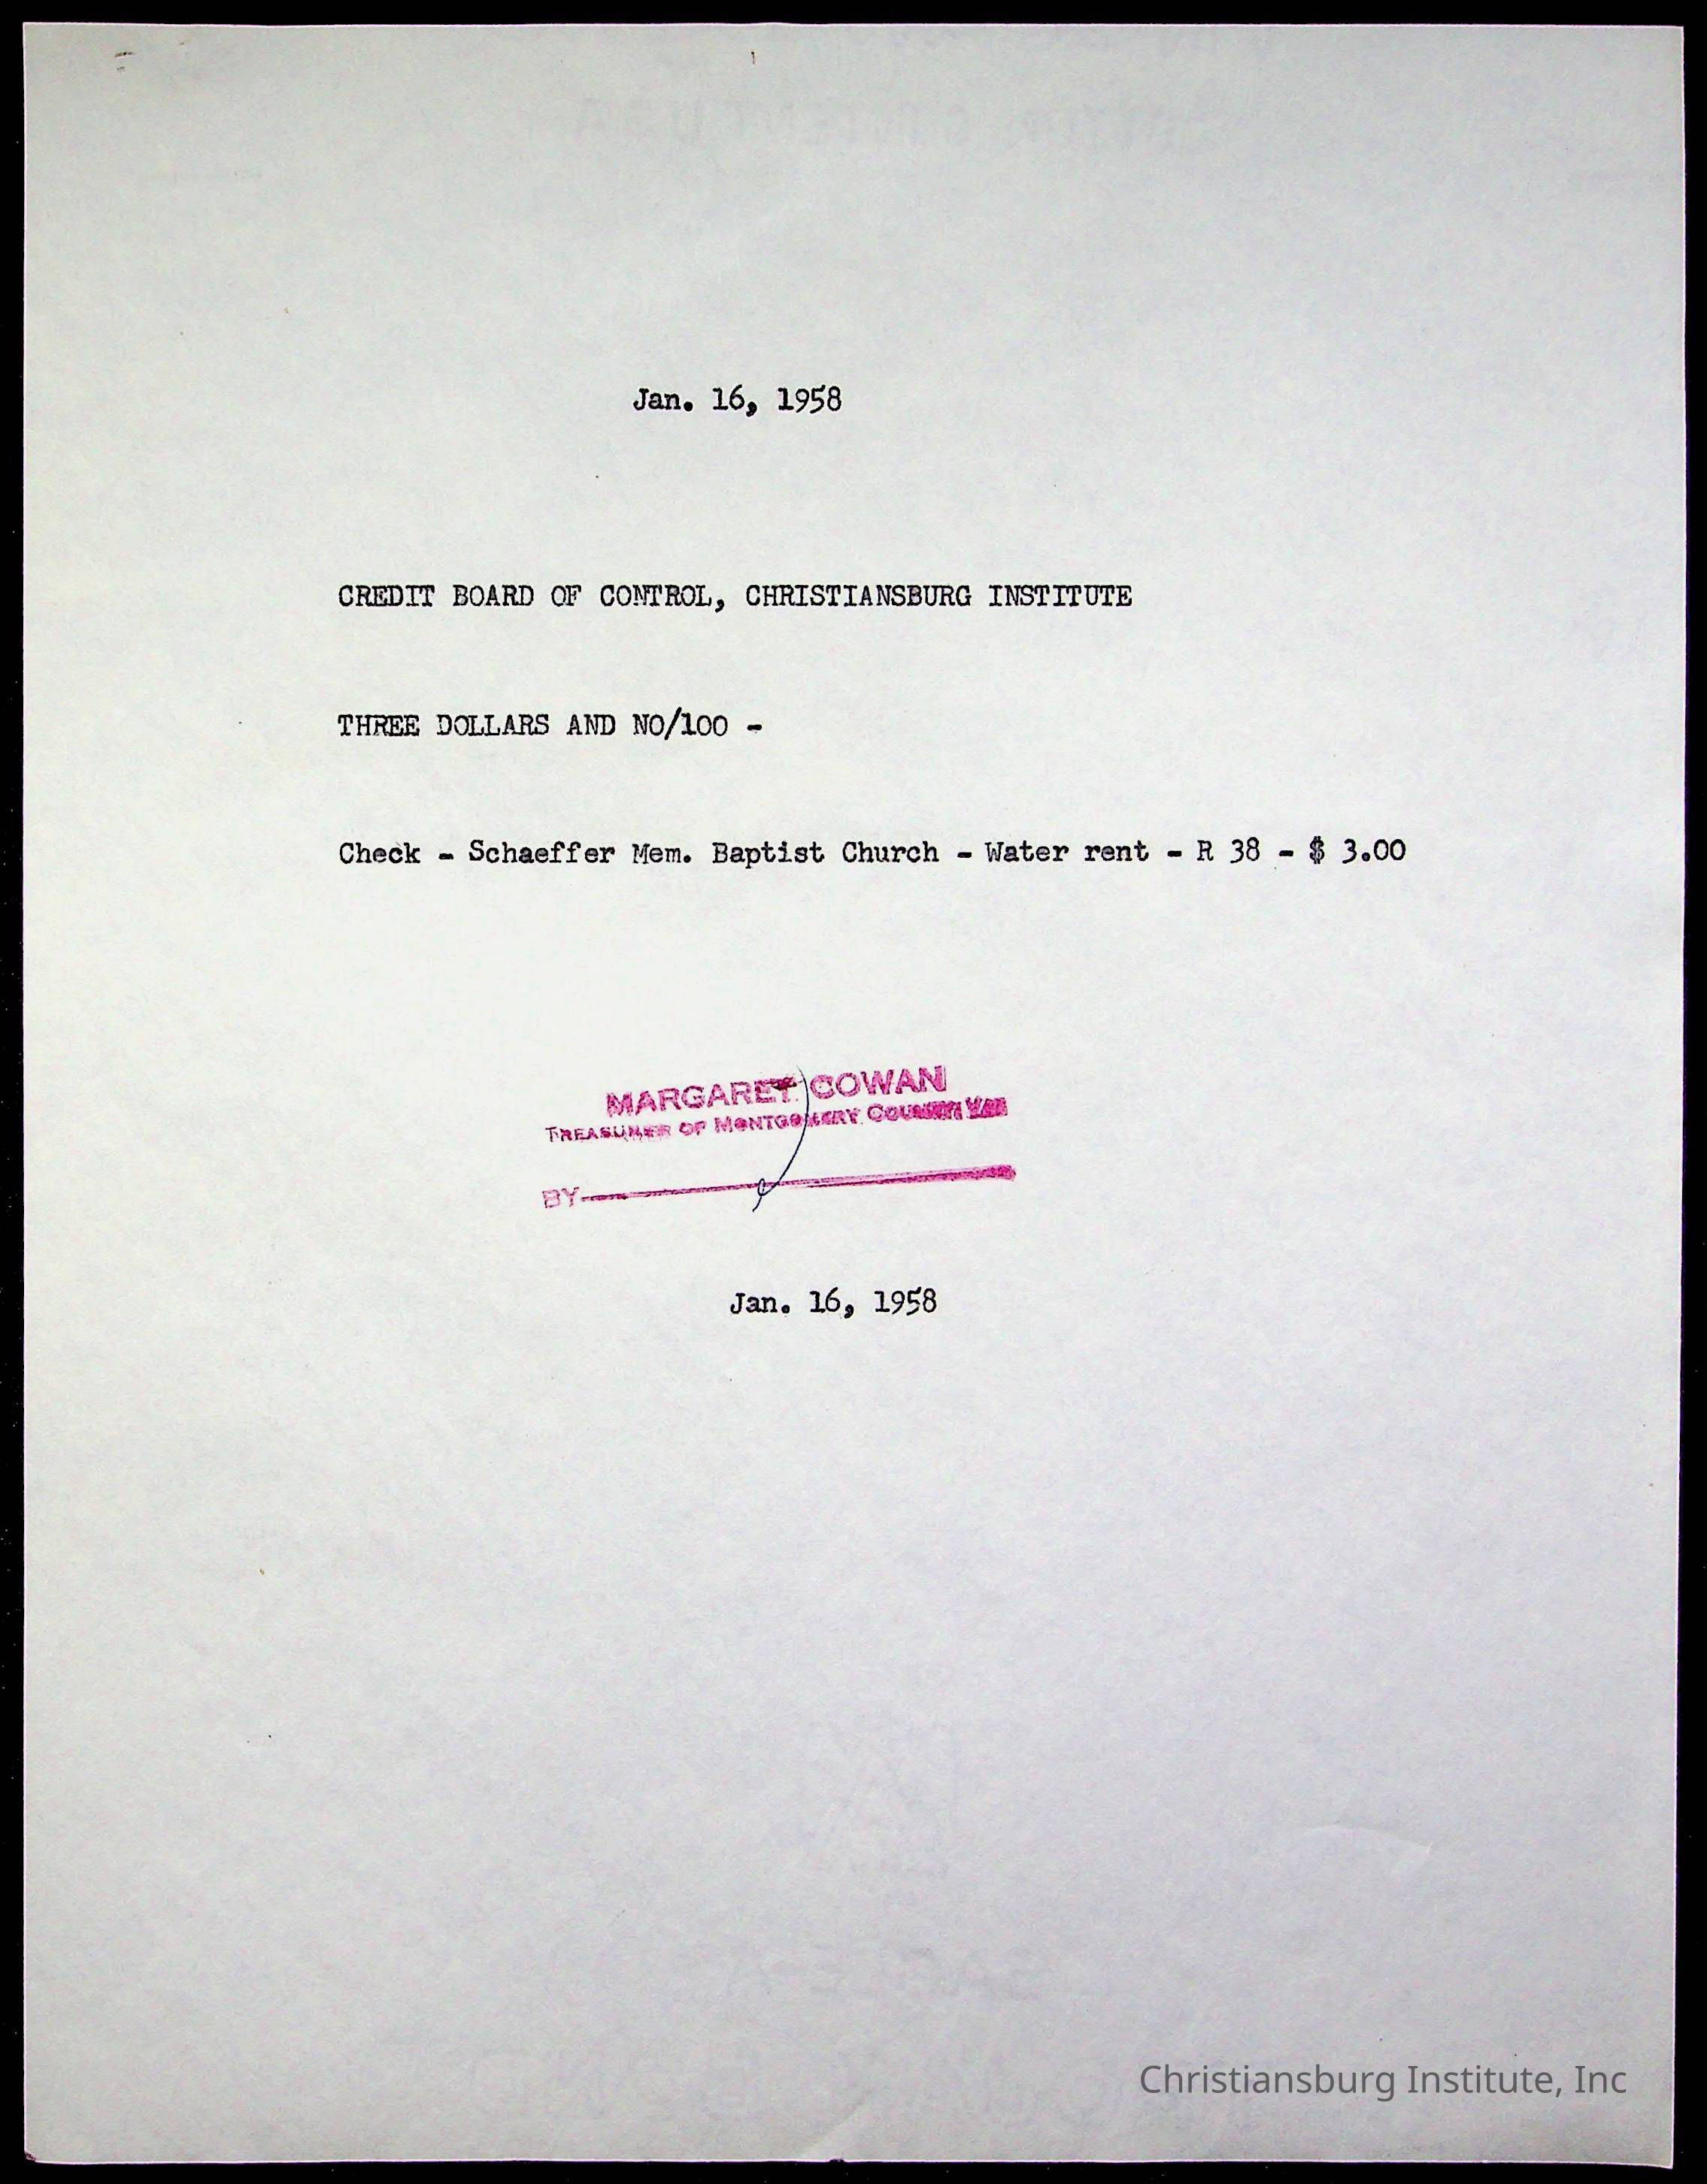 Jan. 16, 1958
CREDIT BOARD OF CONTROL, CHRISTIANSBURG INSTITUTE
THREE DOLLARS AND NO/100 -
Check - Schaeffer Mem. Baptist Church - Water rent - R 38 - $ 3.00
MARGARET COWAN
TREASURER OF MONTGOMERY COUNTY VA.
BY
Jan. 16, 1958
Christiansburg Institute, Inc